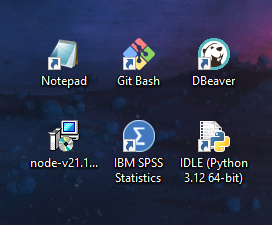 Notepad
Git Bash
DBeaver
node-v21.1...
IBM SPSS
Statistics
IDLE (Python
3.12 64-bit)